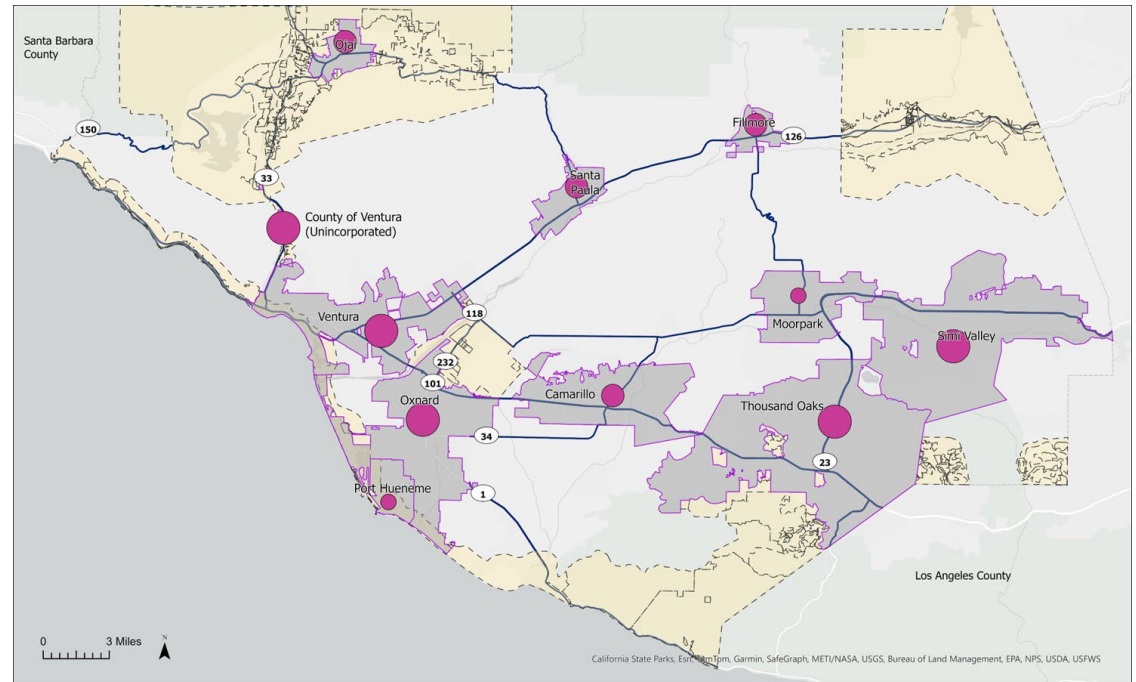 Santa Barbara
County
Ojai
150
Fillmore
126
33
Santa
Paula
County of Ventura
(Unincorporated)
Ventura
118
Moorpark
Simi Valley
232
101
Camarillo
Oxnard
Thousand Oaks
34
23
Port Hueneme
1
Los Angeles County
0
3 Miles
N
California State Parks, Esri, TomTom, Garmin, SafeGraph, METI/NASA, USGS, Bureau of Land Management, EPA, NPS, USDA, USFWS